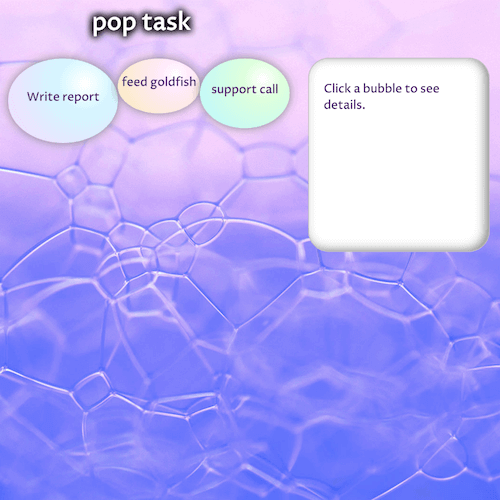 pop task
Write report
feed goldfish
support call
Click a bubble to see
details.